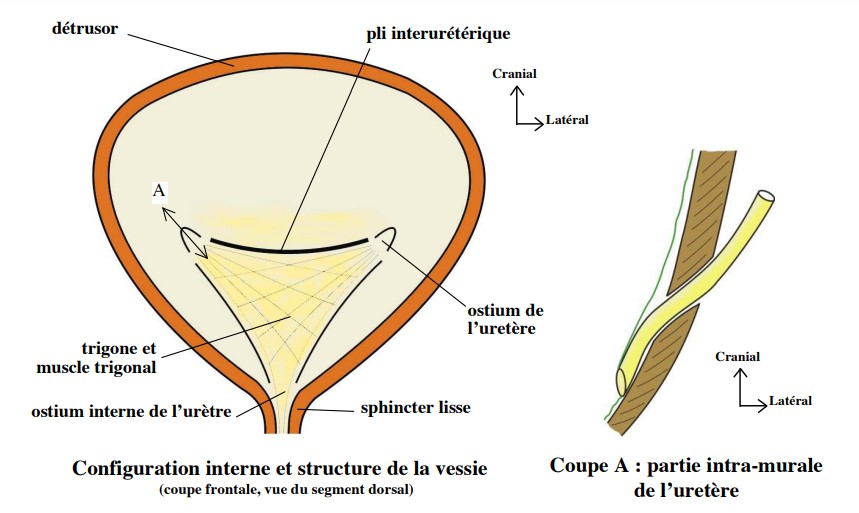 détrusor
pli interurétérique
Cranial
Latéral
A
ostium de
l'uretère
trigone et
muscle trigonal
Cranial
Latéral
ostium interne de l'urètre
sphincter lisse
Configuration interne et structure de la vessie
(coupe frontale, vue du segment dorsal)
Coupe A : partie intra-murale
de l'uretère